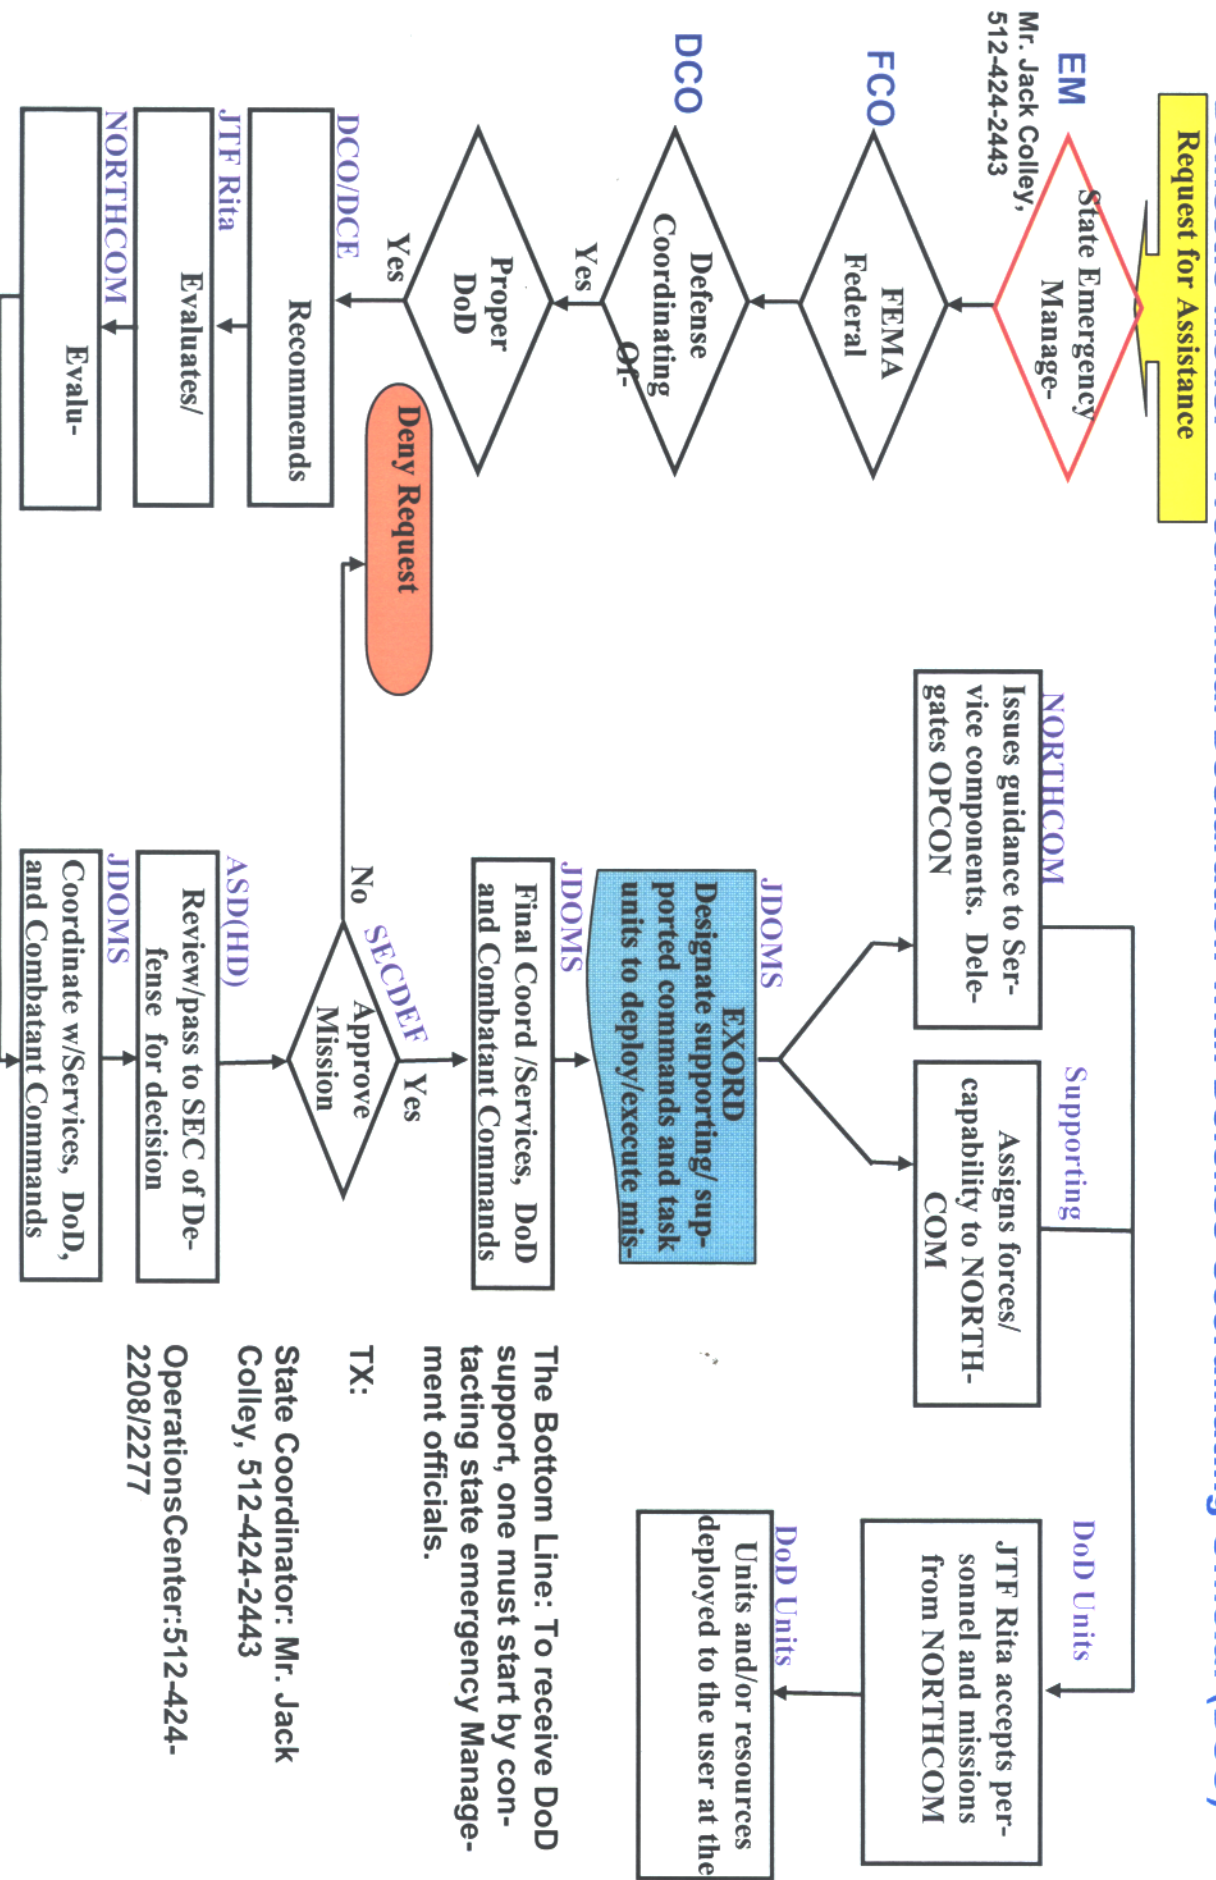 Request for Assistance
EM
Mr. Jack Colley,
512-424-2443
State Emergency
Manage-
FCO
FEMA
Federal
DCO
Defense
Coordinating
Of-
Yes
Proper
DoD
Yes
DCO/DCE
Recommends
JTF Rita
Evaluates/
NORTHCOM
Evalu-
Deny Request
NORTHCOM
Issues guidance to Ser-
vice components. Dele-
gates OPCON
Supporting
Assigns forces/
capability to NORTH-
COM
JDOMS
EXORD
Designate supporting/ sup-
ported commands and task
units to deploy/execute mis-
JDOMS
Final Coord /Services, DoD
and Combatant Commands
SECDEF
Yes
No
Approve
Mission
ASD(HD)
Review/pass to SEC of De-
fense for decision
JDOMS
Coordinate w/Services, DoD,
and Combatant Commands
DoD Units
JTF Rita accepts per-
sonnel and missions
from NORTHCOM
DoD Units
Units and/or resources
deployed to the user at the
The Bottom Line: To receive DoD
support, one must start by con-
tacting state emergency Manage-
ment officials.
TX:
State Coordinator: Mr. Jack
Colley, 512-424-2443
OperationsCenter:512-424-
2208/2277